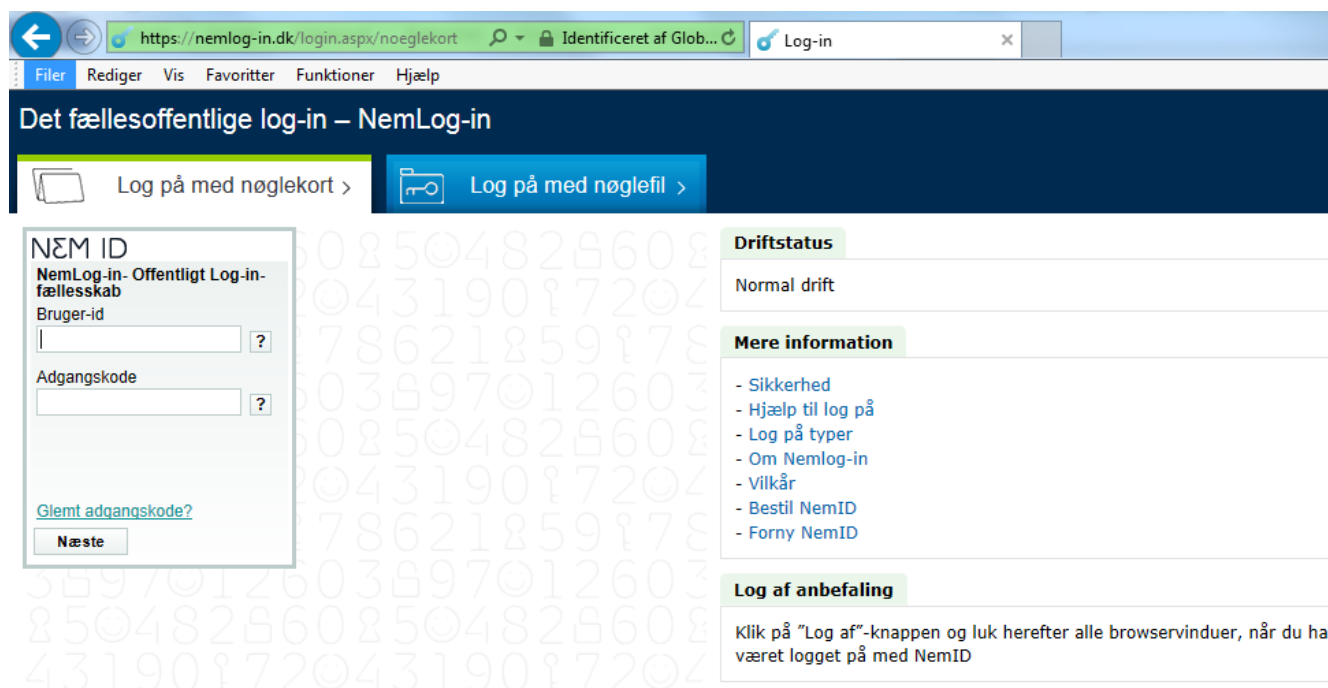 https://nemlog-in.dk/login.aspx/noeglekort
Identificeret af Glob...
Log-in
Filer Rediger Vis Favoritter Funktioner Hjælp
Det fællesoffentlige log-in – NemLog-in
Log på med nøglekort >
Log på med nøglefil >
NEM ID
NemLog-in- Offentligt Log-in-
fællesskab
Bruger-id
?
Adgangskode
?
Glemt adgangskode?
Næste
Driftstatus
Normal drift
Mere information
- Sikkerhed
- Hjælp til log på
- Log på typer
- Om Nemlog-in
- Vilkår
- Bestil NemID
- Forny NemID
Log af anbefaling
Klik på ”Log af”-knappen og luk herefter alle browservinduer, når du ha
været logget på med NemID